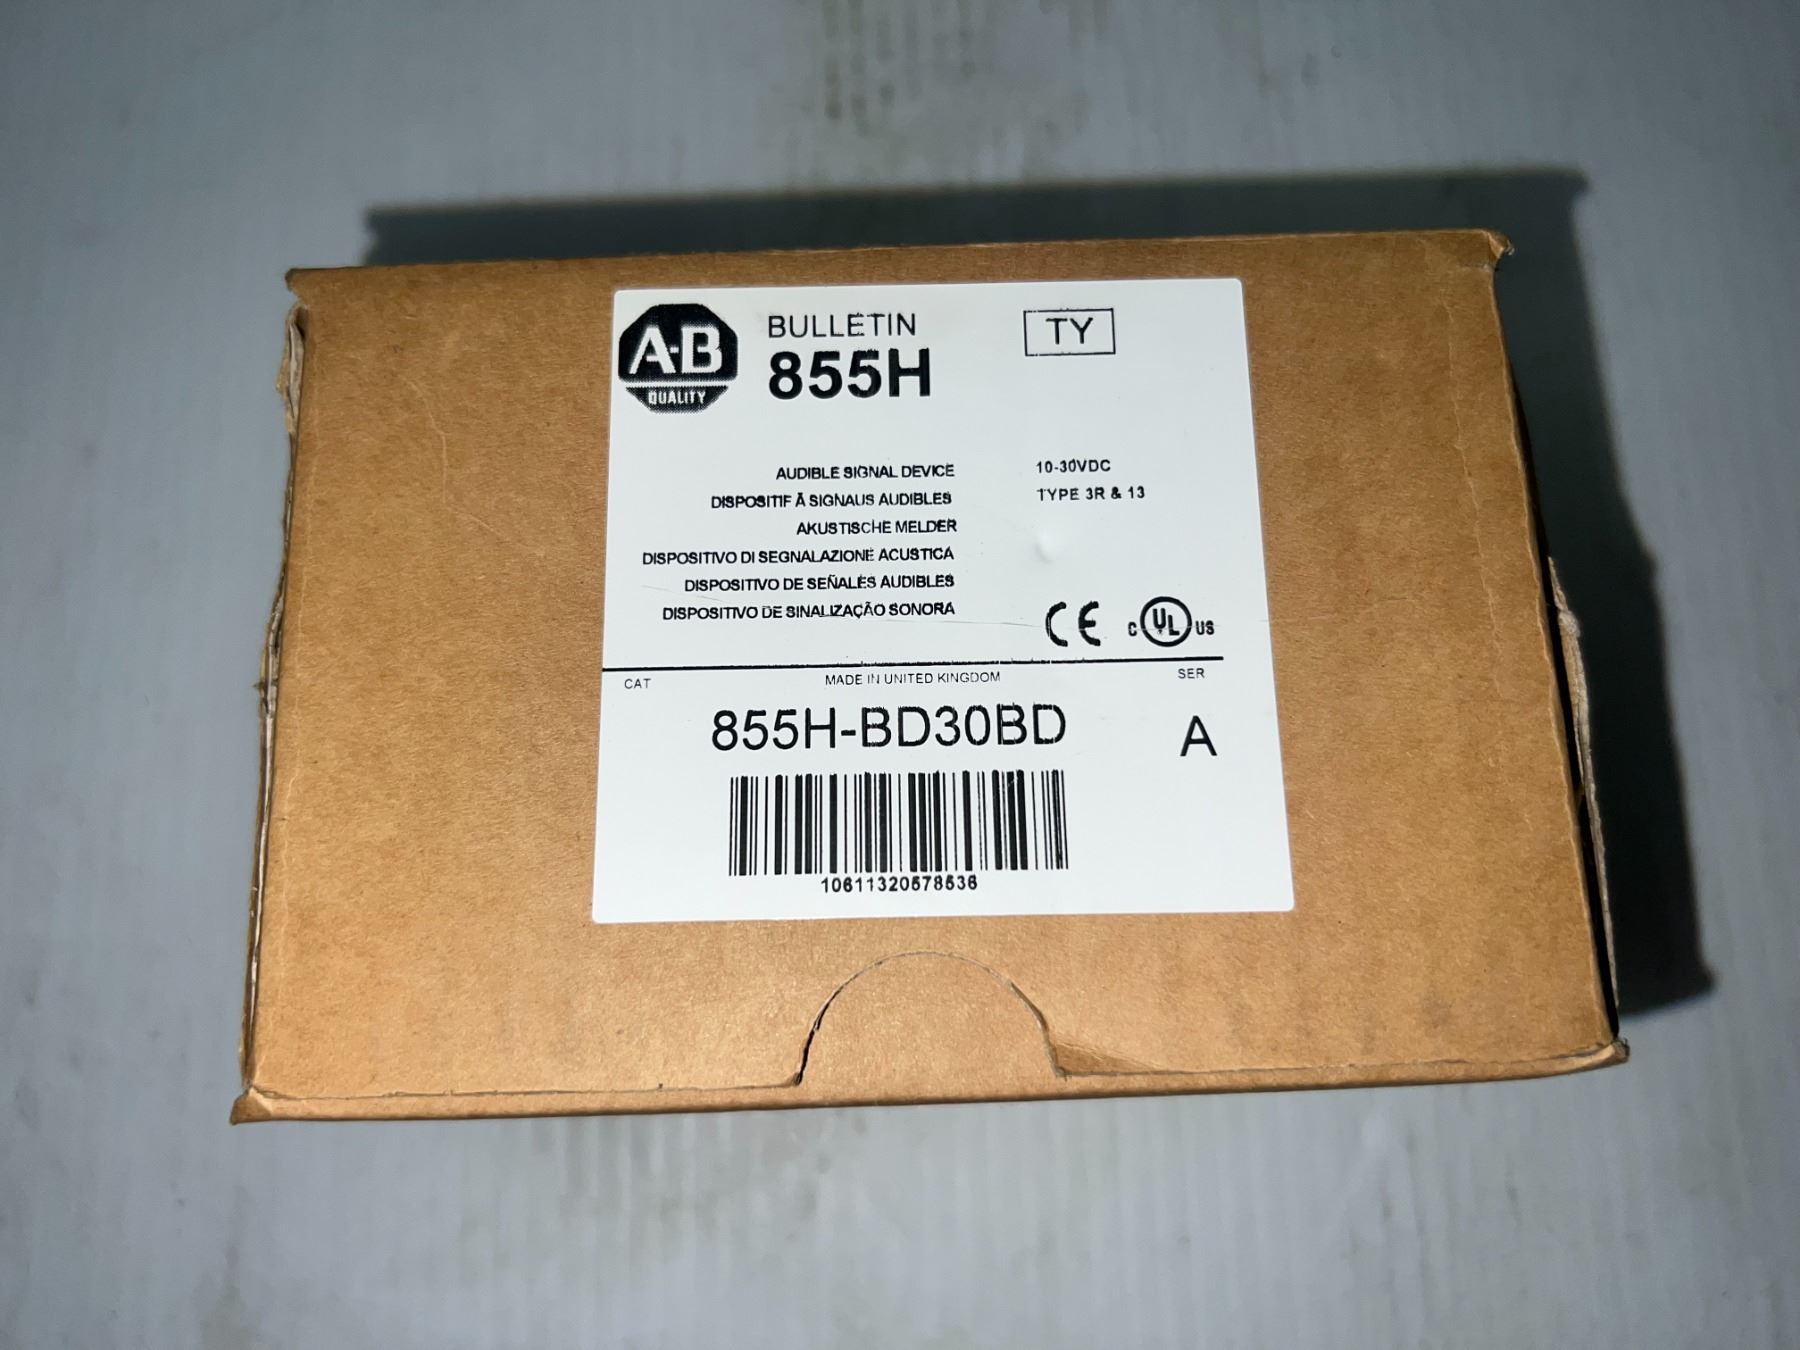 A-B
QUALITY
BULLETIN
855H
TY
AUDIBLE SIGNAL DEVICE
DISPOSITIF Ā SIGNAUS AUDIBLES
AKUSTISCHE MELDER
DISPOSITIVO DI SEGNALAZIONE ACUSTICA
DISPOSITIVO DE SEÑALES AUDIBLES
DISPOSITIVO DE SINALIZAÇÃO SONORA
10-30VDC
TYPE 3R & 13
CE
C UL US
CAT
MADE IN UNITED KINGDOM
SER
855H-BD30BD
A
10611320578536